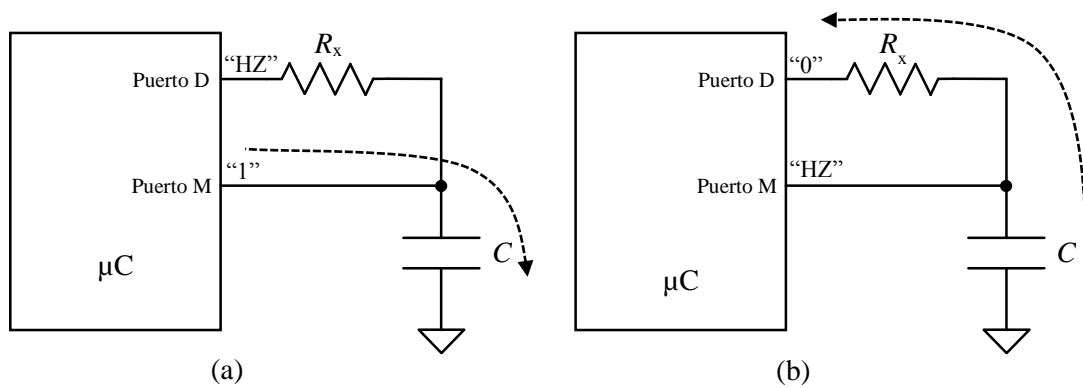 “HZ”
Rx
Puerto D
“1”
Puerto M
C
µC
(a)
“0”
Rx
Puerto D
“HZ”
Puerto M
C
µC
(b)